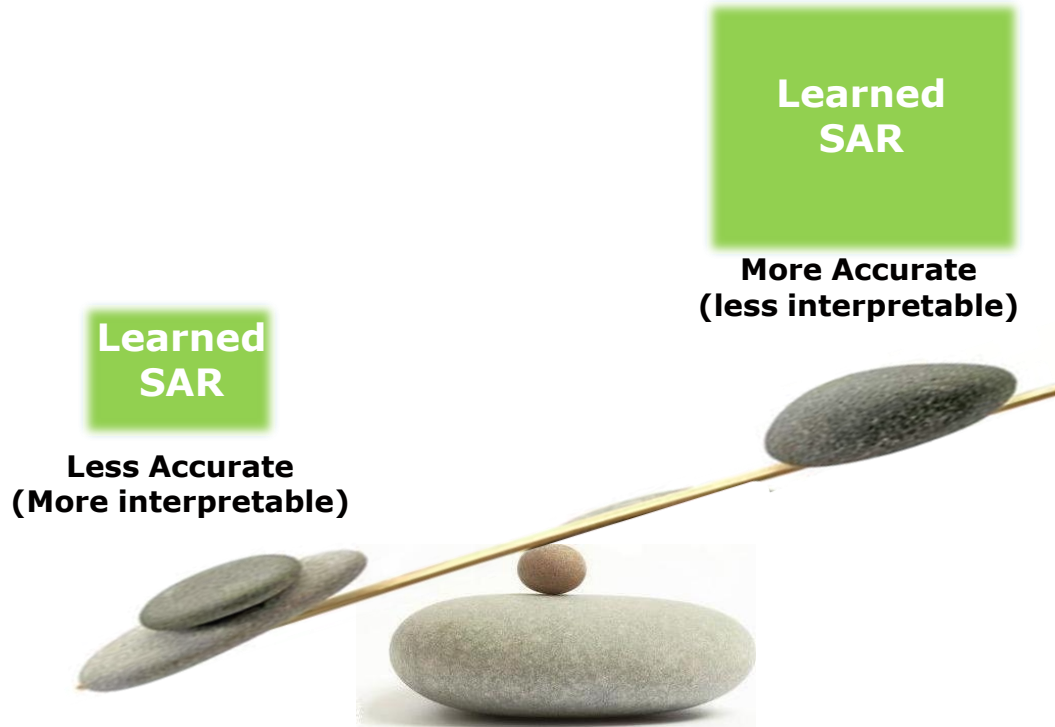 Learned
SAR
More Accurate
(less interpretable)
Learned
SAR
Less Accurate
(More interpretable)